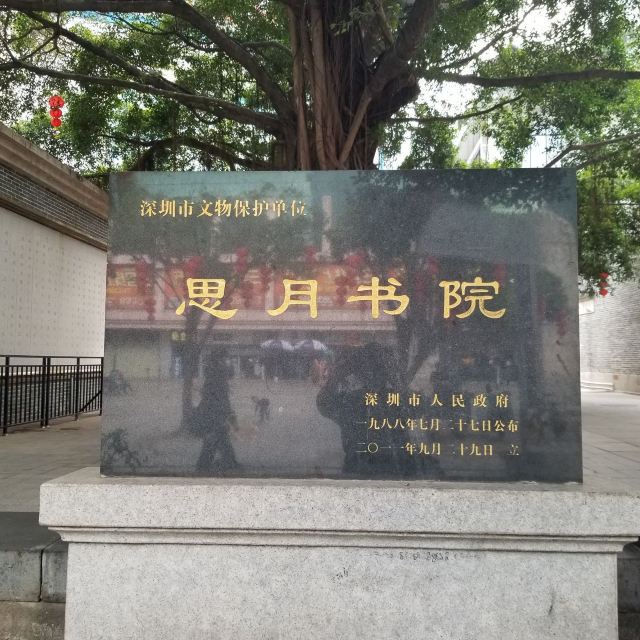 深圳市文物保护单位
思月书院
深圳市人民政府
一九八八年七月二十七日公布
二〇一一年九月二十九日 立